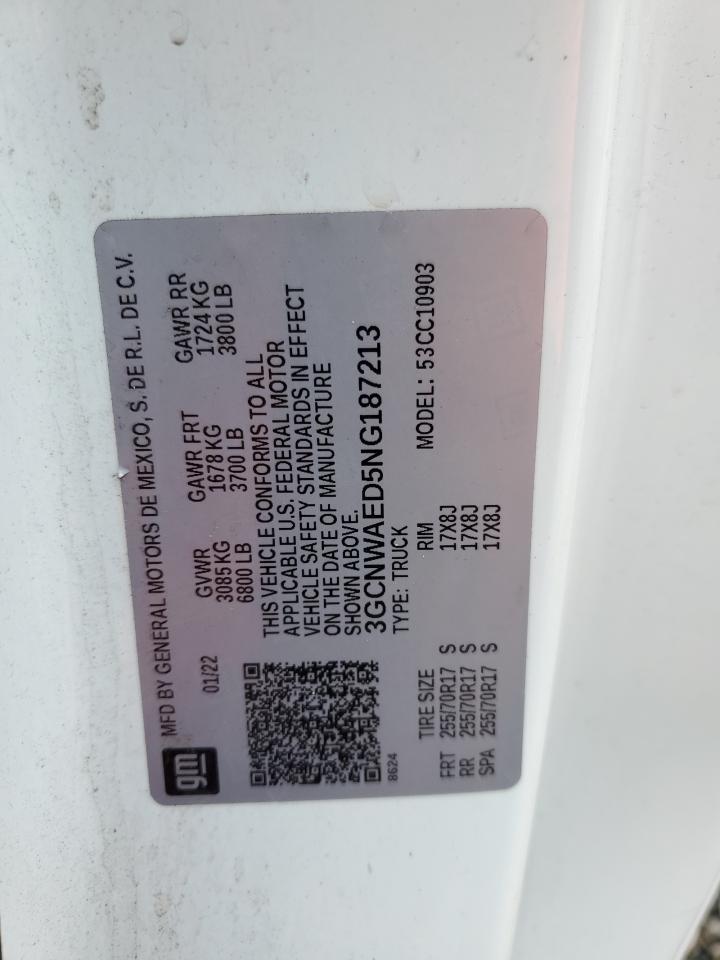 gm MFD BY GENERAL MOTORS DE MEXICO, S. DE R.L. DE C.V.
01/22
GVWR GAWR FRT GAWR RR
3085 KG 1678 KG 1724 KG
6800 LB 3700 LB 3800 LB
THIS VEHICLE CONFORMS TO ALL
APPLICABLE U.S. FEDERAL MOTOR
VEHICLE SAFETY STANDARDS IN EFFECT
ON THE DATE OF MANUFACTURE
SHOWN ABOVE.
3GCNWAED5NG187213
8624
TYPE: TRUCK MODEL: 53CC10903
TIRE SIZE RIM
FRT 255/70R17 S 17X8J
RR 255/70R17 S 17X8J
SPA 255/70R17 S 17X8J